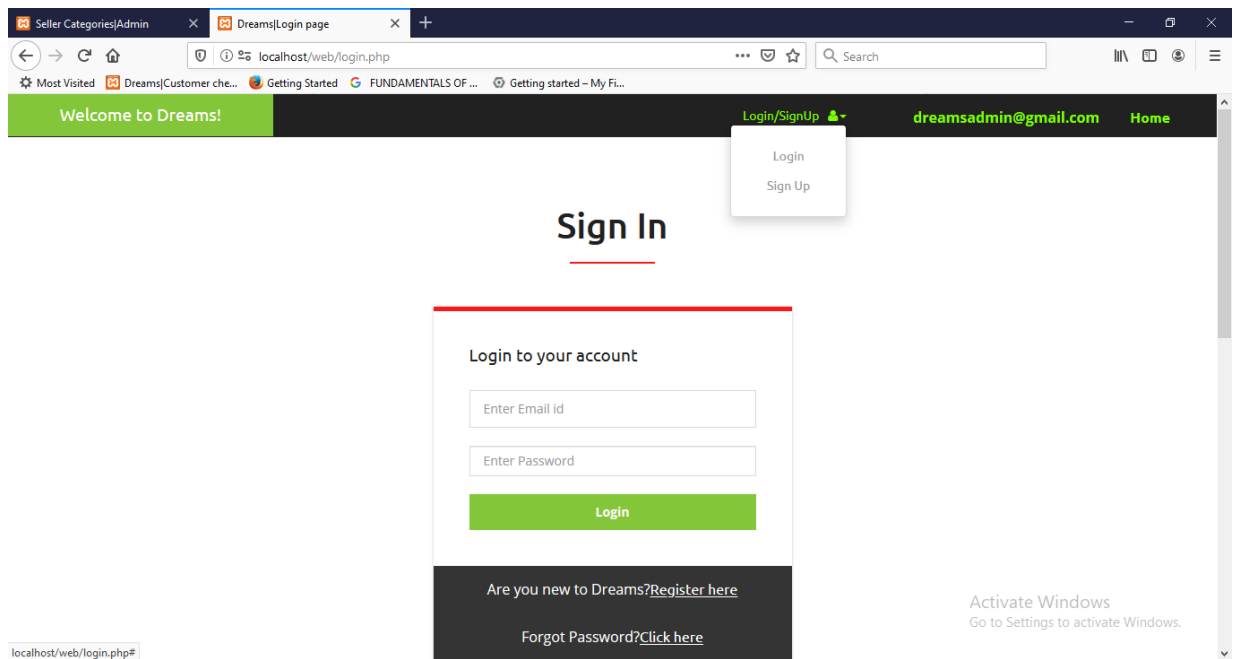 Seller Categories|Admin
Dreams|Login page
localhost/web/login.php
Search
Most Visited
Dreams|Customer che...
Getting Started
FUNDAMENTALS OF ...
Getting started – My Fi...
Welcome to Dreams!
Login/SignUp
dreamsadmin@gmail.com
Home
Login
Sign Up
Sign In
Login to your account
Enter Email id
Enter Password
Login
Are you new to Dreams?Register here
Forgot Password?Click here
Activate Windows
Go to Settings to activate Windows.
localhost/web/login.php#